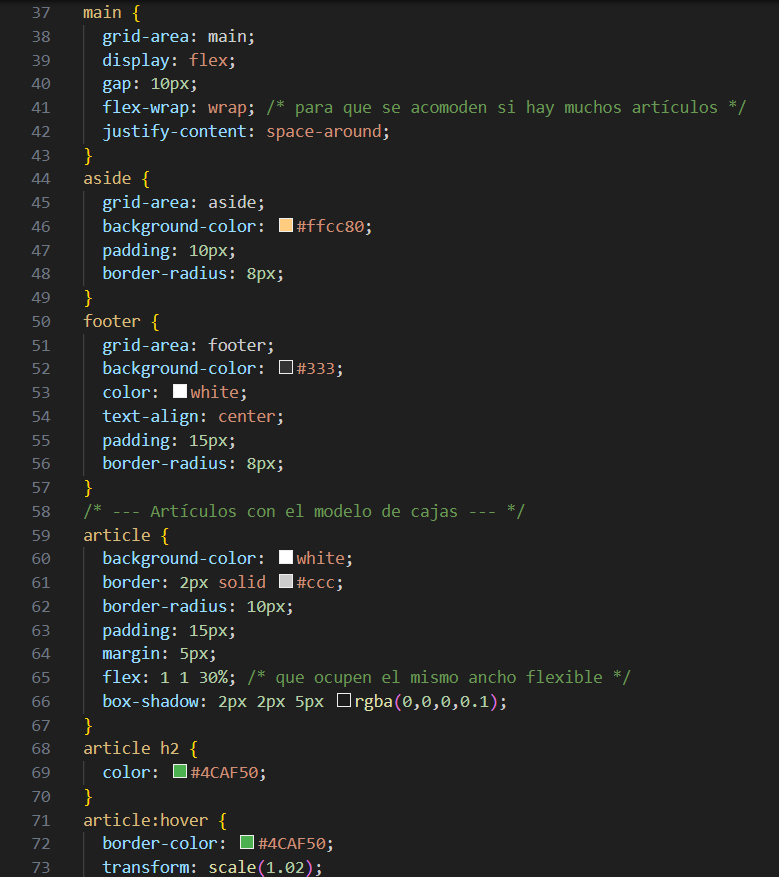 37 main {
38 grid-area: main;
39 display: flex;
40 gap: 10px;
41 flex-wrap: wrap; /* para que se acomoden si hay muchos artículos */
42 justify-content: space-around;
43 }
44 aside {
45 grid-area: aside;
46 background-color: #ffcc80;
47 padding: 10px;
48 border-radius: 8px;
49 }
50 footer {
51 grid-area: footer;
52 background-color: #333;
53 color: white;
54 text-align: center;
55 padding: 15px;
56 border-radius: 8px;
57 }
58 /* --- Artículos con el modelo de cajas --- */
59 article {
60 background-color: white;
61 border: 2px solid #ccc;
62 border-radius: 10px;
63 padding: 15px;
64 margin: 5px;
65 flex: 1 1 30%; /* que ocupen el mismo ancho flexible */
66 box-shadow: 2px 2px 5px rgba(0,0,0,0.1);
67 }
68 article h2 {
69 color: #4CAF50;
70 }
71 article:hover {
72 border-color: #4CAF50;
73 transform: scale(1.02);